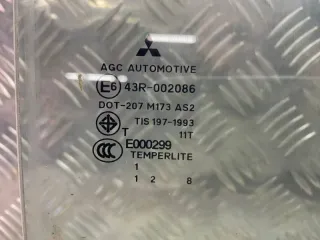 AGC AUTOMOTIVE
E6 43R-002086
DOT-207 M173 AS2
TIS 197-1993
T 11T
CCC E000299
TEMPERLITE
1
1 2 8